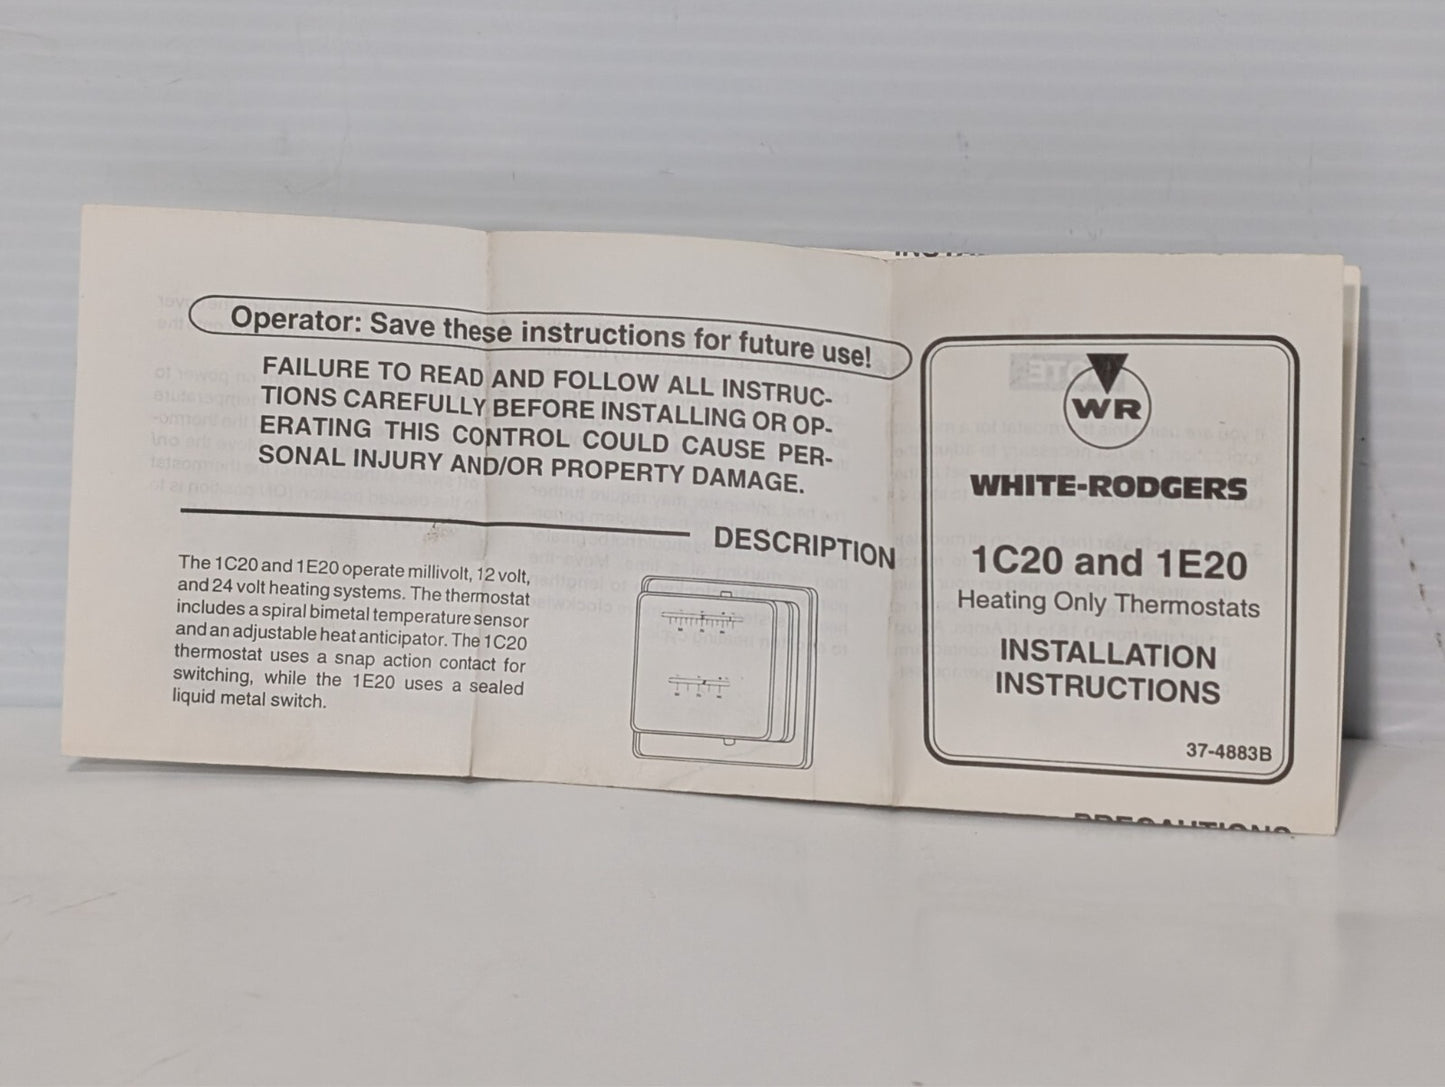 Operator: Save these instructions for future use!
FAILURE TO READ AND FOLLOW ALL INSTRUC-
TIONS CAREFULLY BEFORE INSTALLING OR OP-
ERATING THIS CONTROL COULD CAUSE PER-
SONAL INJURY AND/OR PROPERTY DAMAGE.
DESCRIPTION
The 1C20 and 1E20 operate millivolt, 12 volt,
and 24 volt heating systems. The thermostat
includes a spiral bimetal temperature sensor
and an adjustable heat anticipator. The 1C20
thermostat uses a snap action contact for
switching, while the 1E20 uses a sealed
liquid metal switch.
WR
WHITE-RODGERS
1C20 and 1E20
Heating Only Thermostats
INSTALLATION
INSTRUCTIONS
37-4883B
PRECAUTIONS